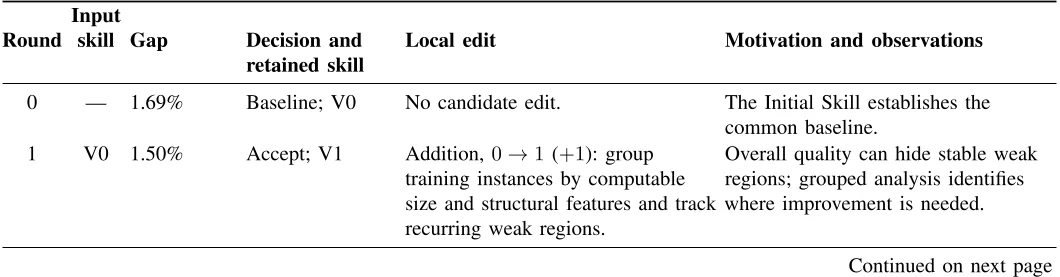 Round Input skill Gap Decision and retained skill Local edit Motivation and observations
0 — 1.69% Baseline; V0 No candidate edit. The Initial Skill establishes the
common baseline.
1 V0 1.50% Accept; V1 Addition, 0 → 1 (+1): group Overall quality can hide stable weak
training instances by computable regions; grouped analysis identifies
size and structural features and track where improvement is needed.
recurring weak regions.
Continued on next page